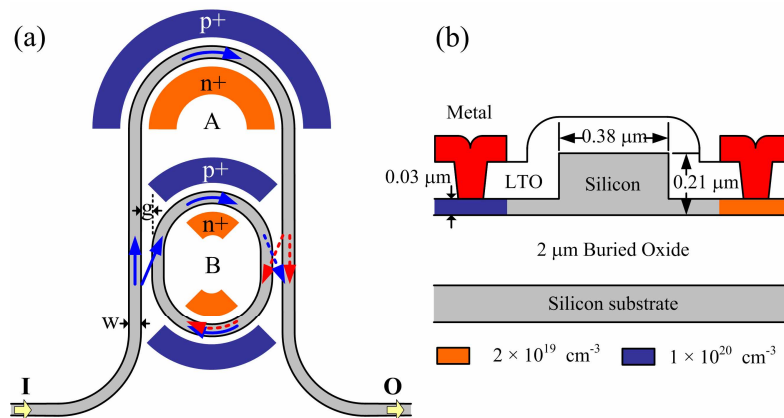 (a)
p+
n+
A
p+
g
n+
B
w
I
O
(b)
Metal
0.38 μm
0.03 μm
LTO
Silicon
0.21 μm
2 μm Buried Oxide
Silicon substrate
2 × 10¹⁹ cm⁻³
1 × 10²⁰ cm⁻³